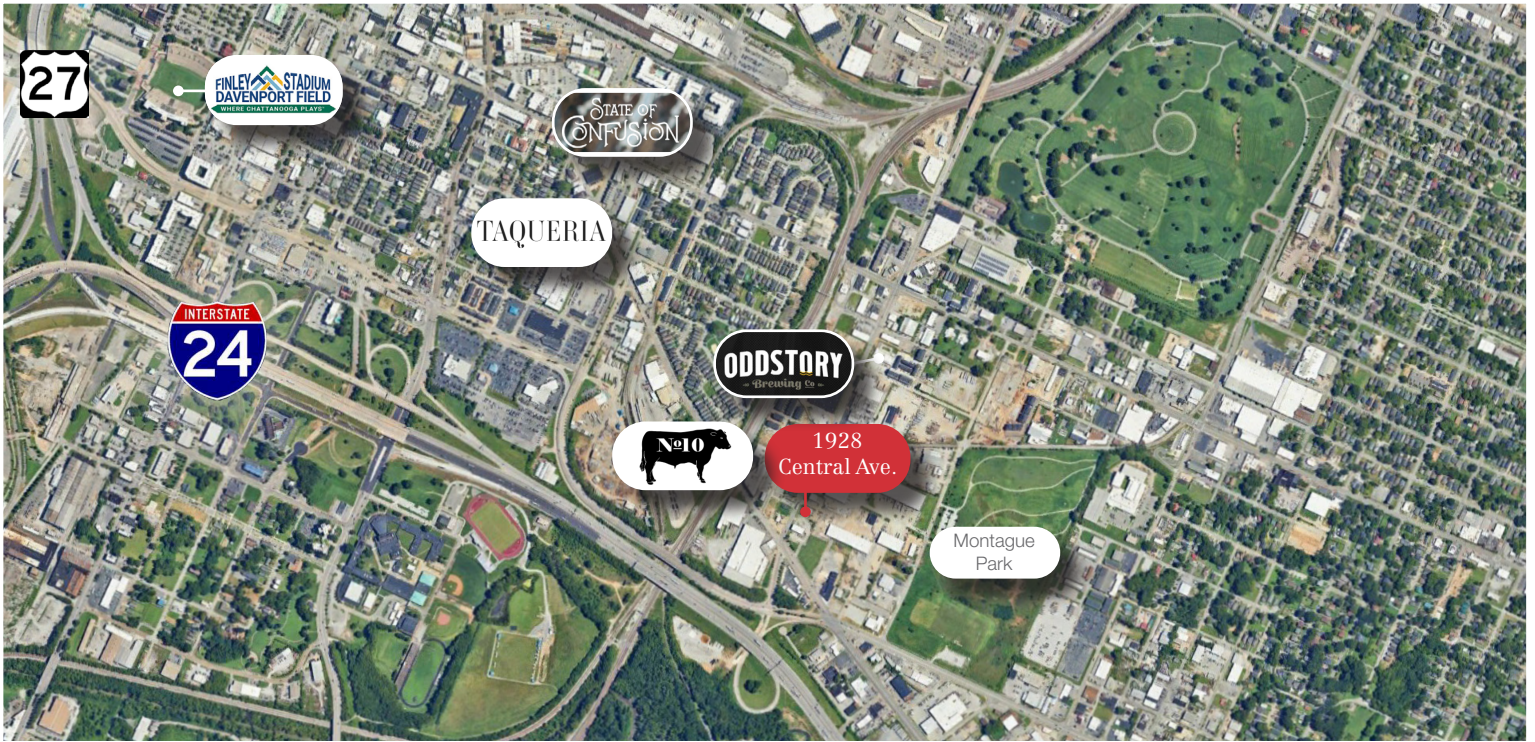 27
FINLEY STADIUM
DAVENPORT FIELD
WHERE CHATTANOOGA PLAYS
STATE OF
CONFUSION
TAQUERIA
INTERSTATE
24
ODDSTORY
Brewing Co
Nº10
1928
Central Ave.
Montague
Park